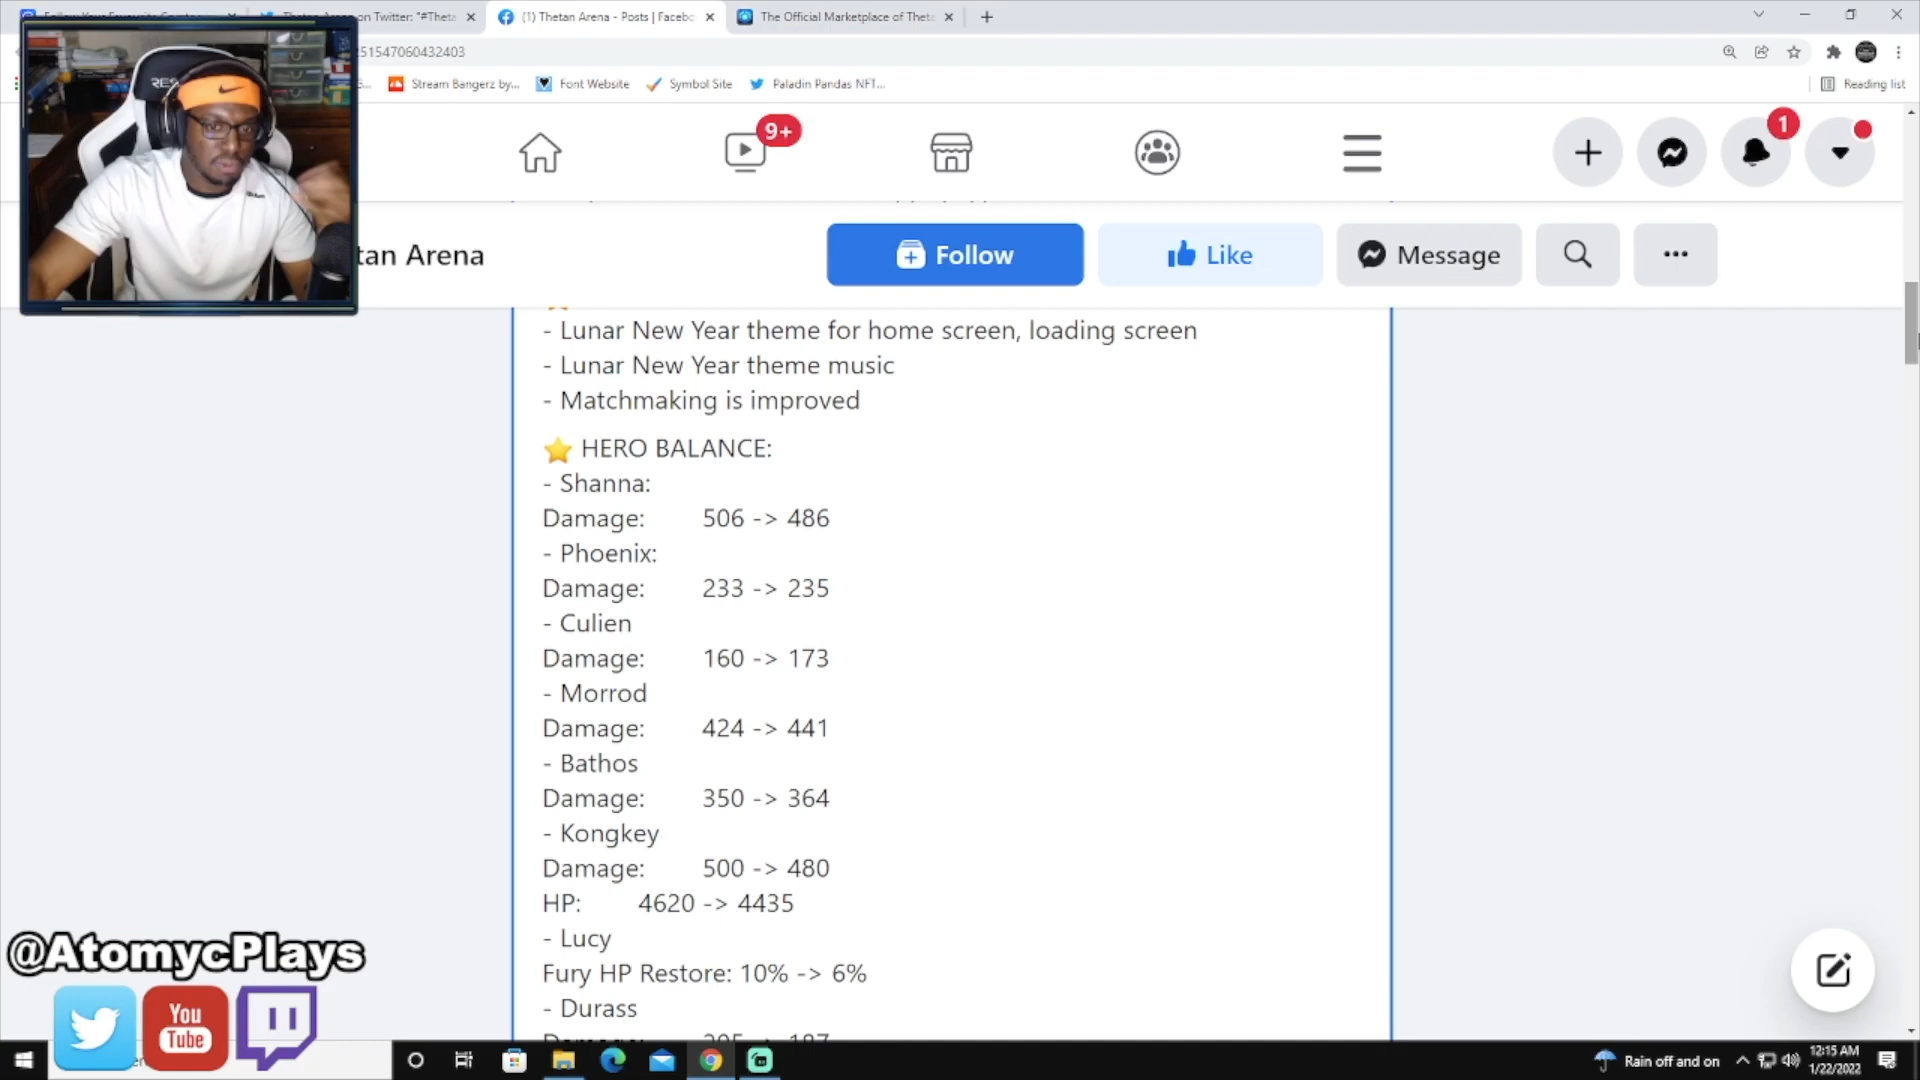 Thetan Arena on Twitter: "#Theta
(1) Thetan Arena - Posts | Facebo
The Official Marketplace of Theta
51547060432403
Stream Bangerz by...
Font Website
Symbol Site
Paladin Pandas NFT...
Reading list
9+
1
tan Arena
Follow
Like
Message
- Lunar New Year theme for home screen, loading screen
- Lunar New Year theme music
- Matchmaking is improved
HERO BALANCE:
- Shanna:
Damage: 506 -> 486
- Phoenix:
Damage: 233 -> 235
- Culien
Damage: 160 -> 173
- Morrod
Damage: 424 -> 441
- Bathos
Damage: 350 -> 364
- Kongkey
Damage: 500 -> 480
HP: 4620 -> 4435
- Lucy
Fury HP Restore: 10% -> 6%
- Durass
@AtomycPlays
You
Tube
Rain off and on
12:15 AM
1/22/2022